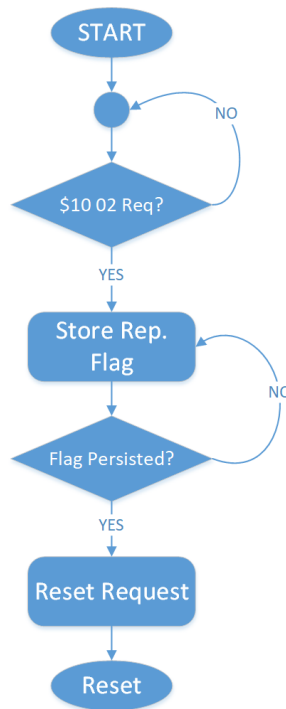 START
NO
$10 02 Req?
YES
Store Rep.
Flag
NO
Flag Persisted?
YES
Reset Request
Reset